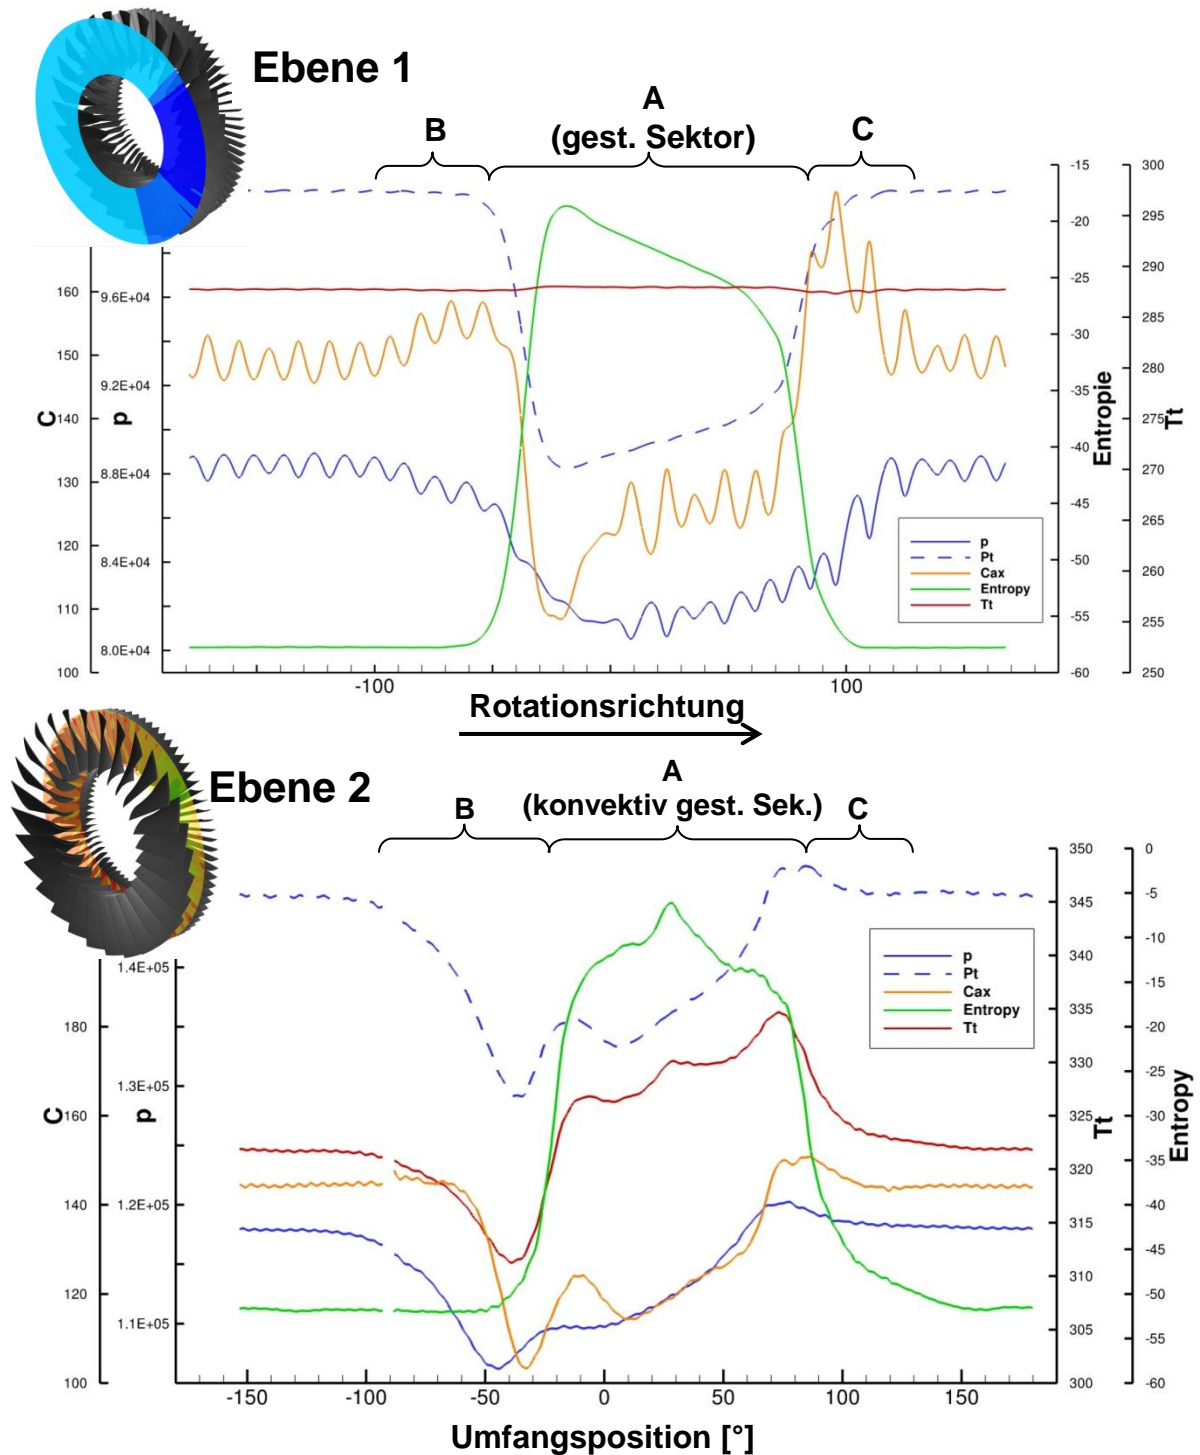 Ebene 1
A
(gest. Sektor)
B
C
C
160
150
140
130
120
110
100
p
9.6E+04
9.2E+04
8.8E+04
8.4E+04
8.0E+04
-100
100
Entropie
-15
-20
-25
-30
-35
-40
-45
-50
-55
-60
Tt
300
295
290
285
280
275
270
265
260
255
250
p
Pt
Cax
Entropy
Tt
Rotationsrichtung
Ebene 2
A
(konvektiv gest. Sek.)
B
C
C
180
160
140
120
100
p
1.4E+05
1.3E+05
1.2E+05
1.1E+05
-150
-100
-50
0
50
100
150
Tt
350
345
340
335
330
325
320
315
310
305
300
Entropy
0
-5
-10
-15
-20
-25
-30
-35
-40
-45
-50
-55
-60
p
Pt
Cax
Entropy
Tt
Umfangsposition [°]